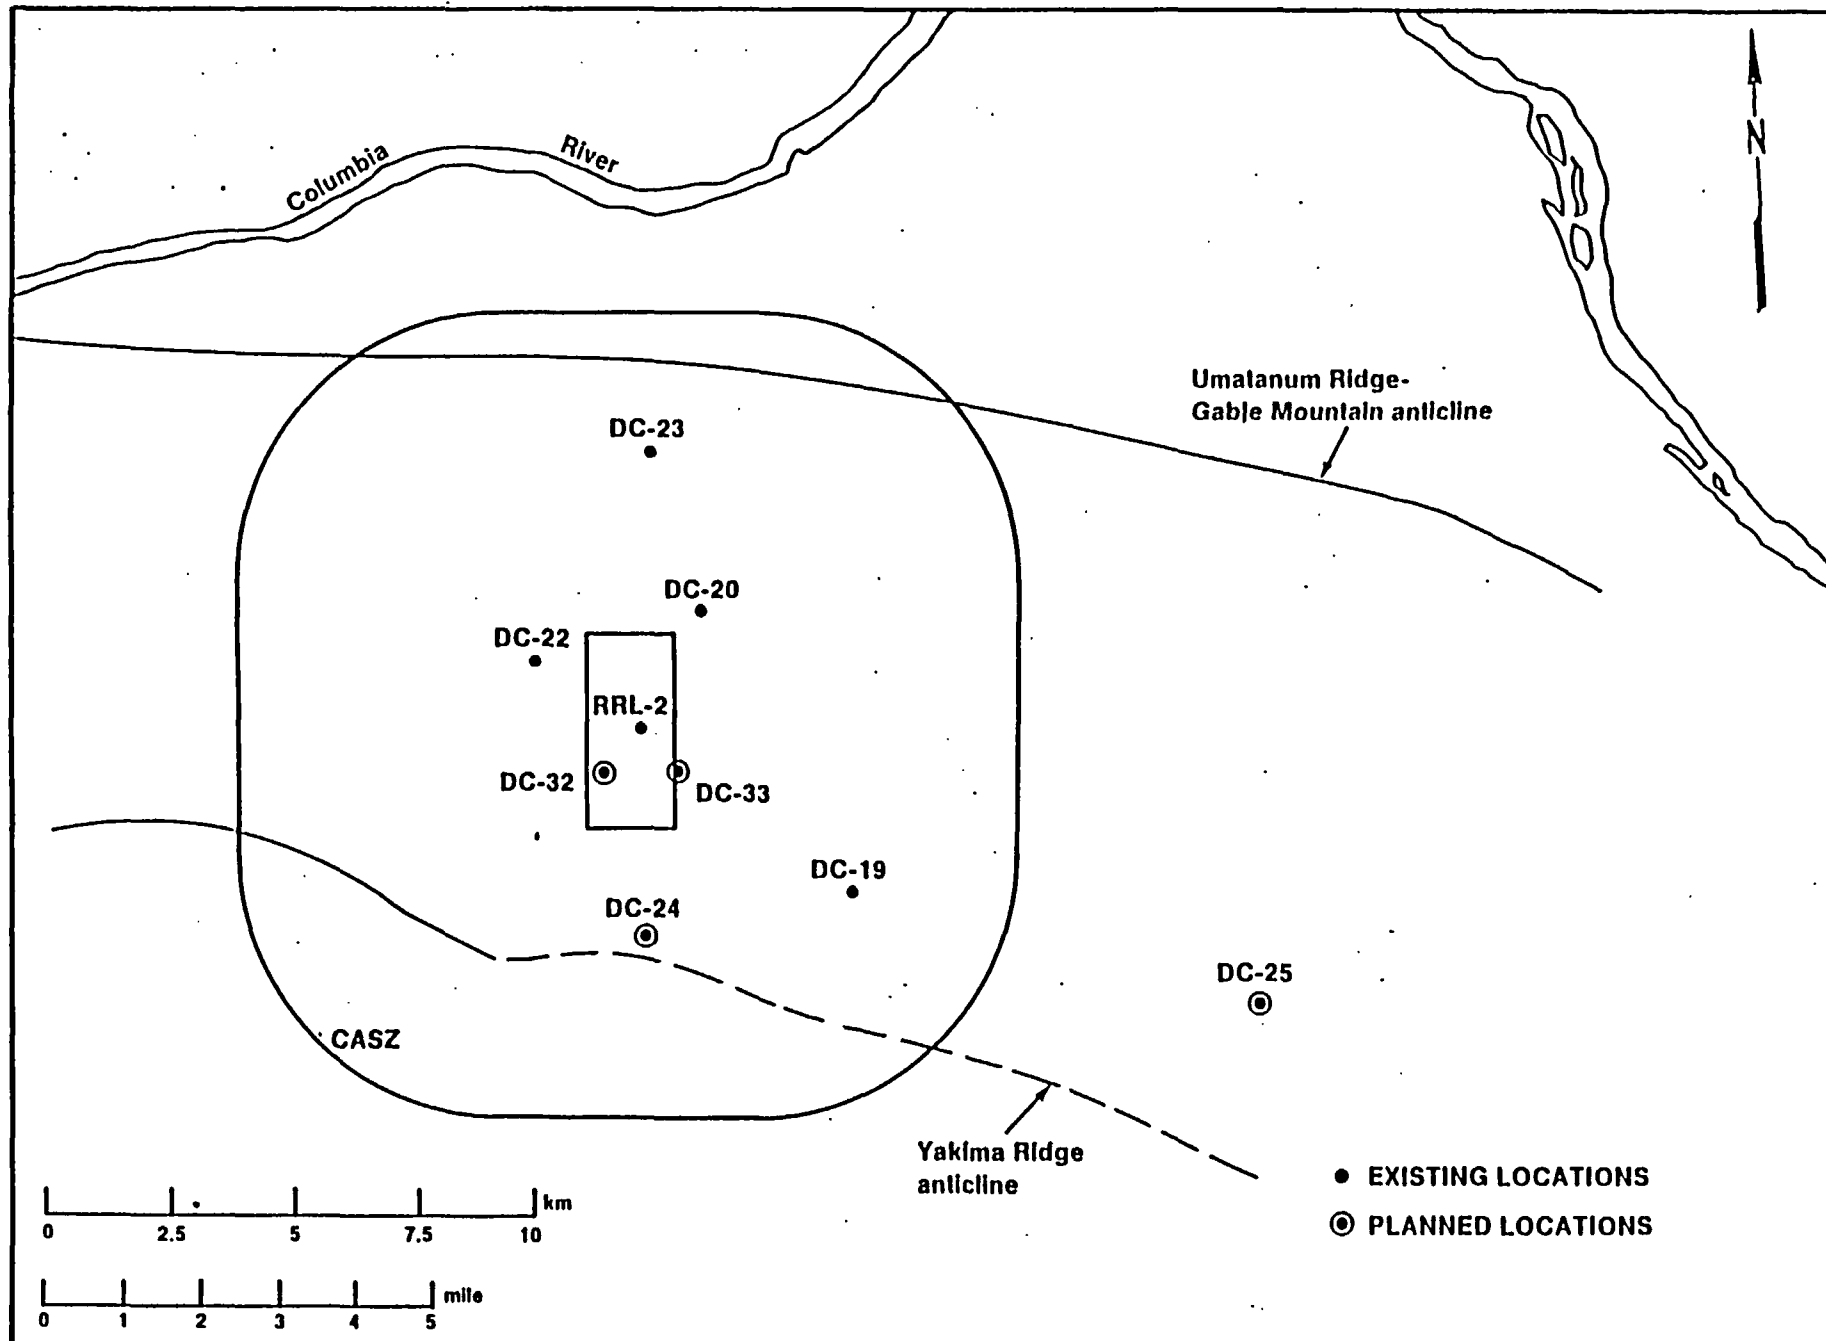 Columbia
River
N
Umatanum Ridge-
Gable Mountain anticline
DC-23
DC-20
DC-22
RRL-2
DC-32
DC-33
DC-19
DC-24
DC-25
CASZ
Yakima Ridge
anticline
km
0 2.5 5 7.5 10
mile
0 1 2 3 4 5
EXISTING LOCATIONS
PLANNED LOCATIONS